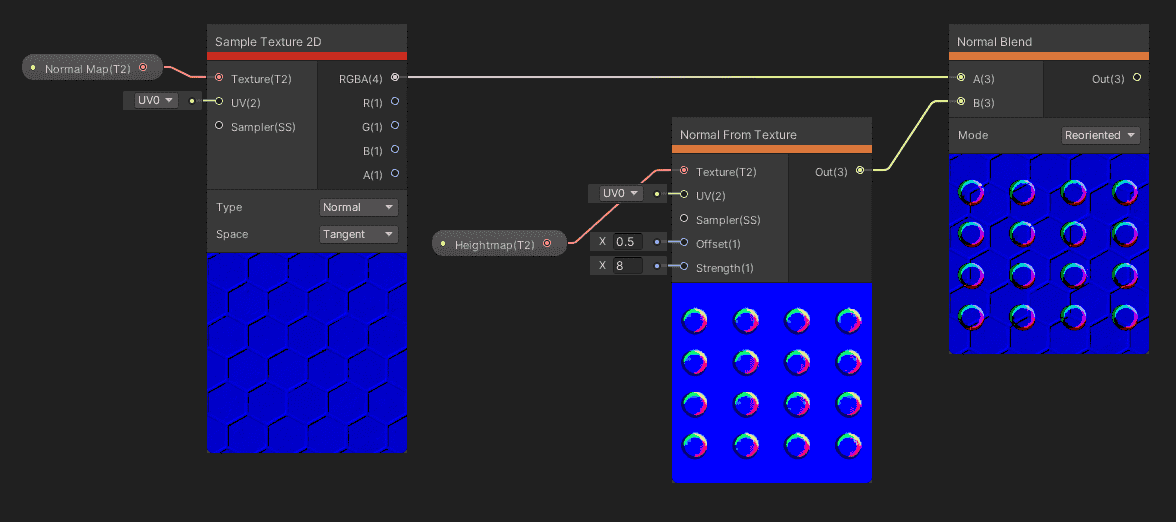 Normal Map(T2)
Sample Texture 2D
Texture(T2)
RGBA(4)
UV0
UV(2)
R(1)
Sampler(SS)
G(1)
B(1)
A(1)
Type
Normal
Space
Tangent
Heightmap(T2)
Normal From Texture
Texture(T2)
Out(3)
UV0
UV(2)
Sampler(SS)
X 0.5
Offset(1)
X 8
Strength(1)
Normal Blend
A(3)
Out(3)
B(3)
Mode
Reoriented